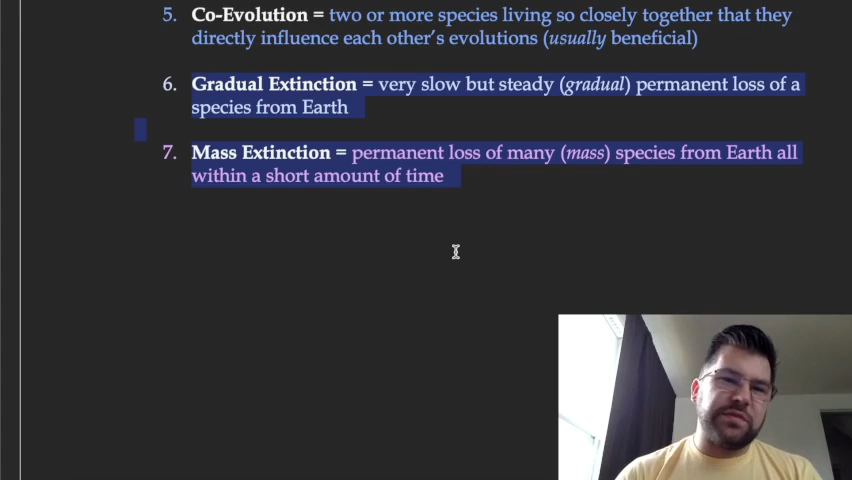 5. Co-Evolution = two or more species living so closely together that they
directly influence each other’s evolutions (usually beneficial)
6. Gradual Extinction = very slow but steady (gradual) permanent loss of a
species from Earth
7. Mass Extinction = permanent loss of many (mass) species from Earth all
within a short amount of time